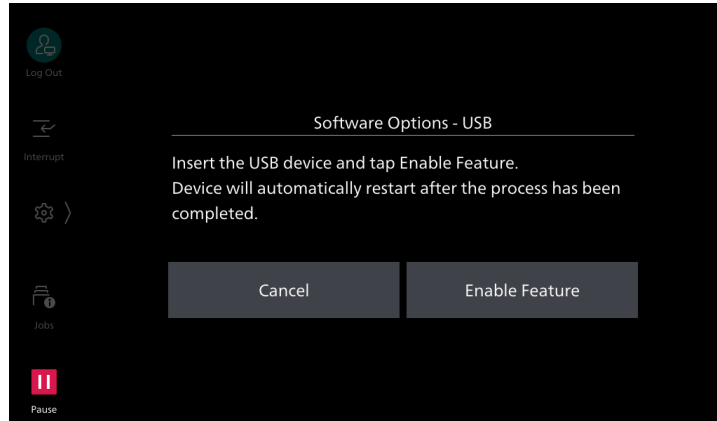 Log Out
Software Options - USB
Interrupt
Insert the USB device and tap Enable Feature.
Device will automatically restart after the process has been
completed.
Cancel
Enable Feature
Jobs
Pause